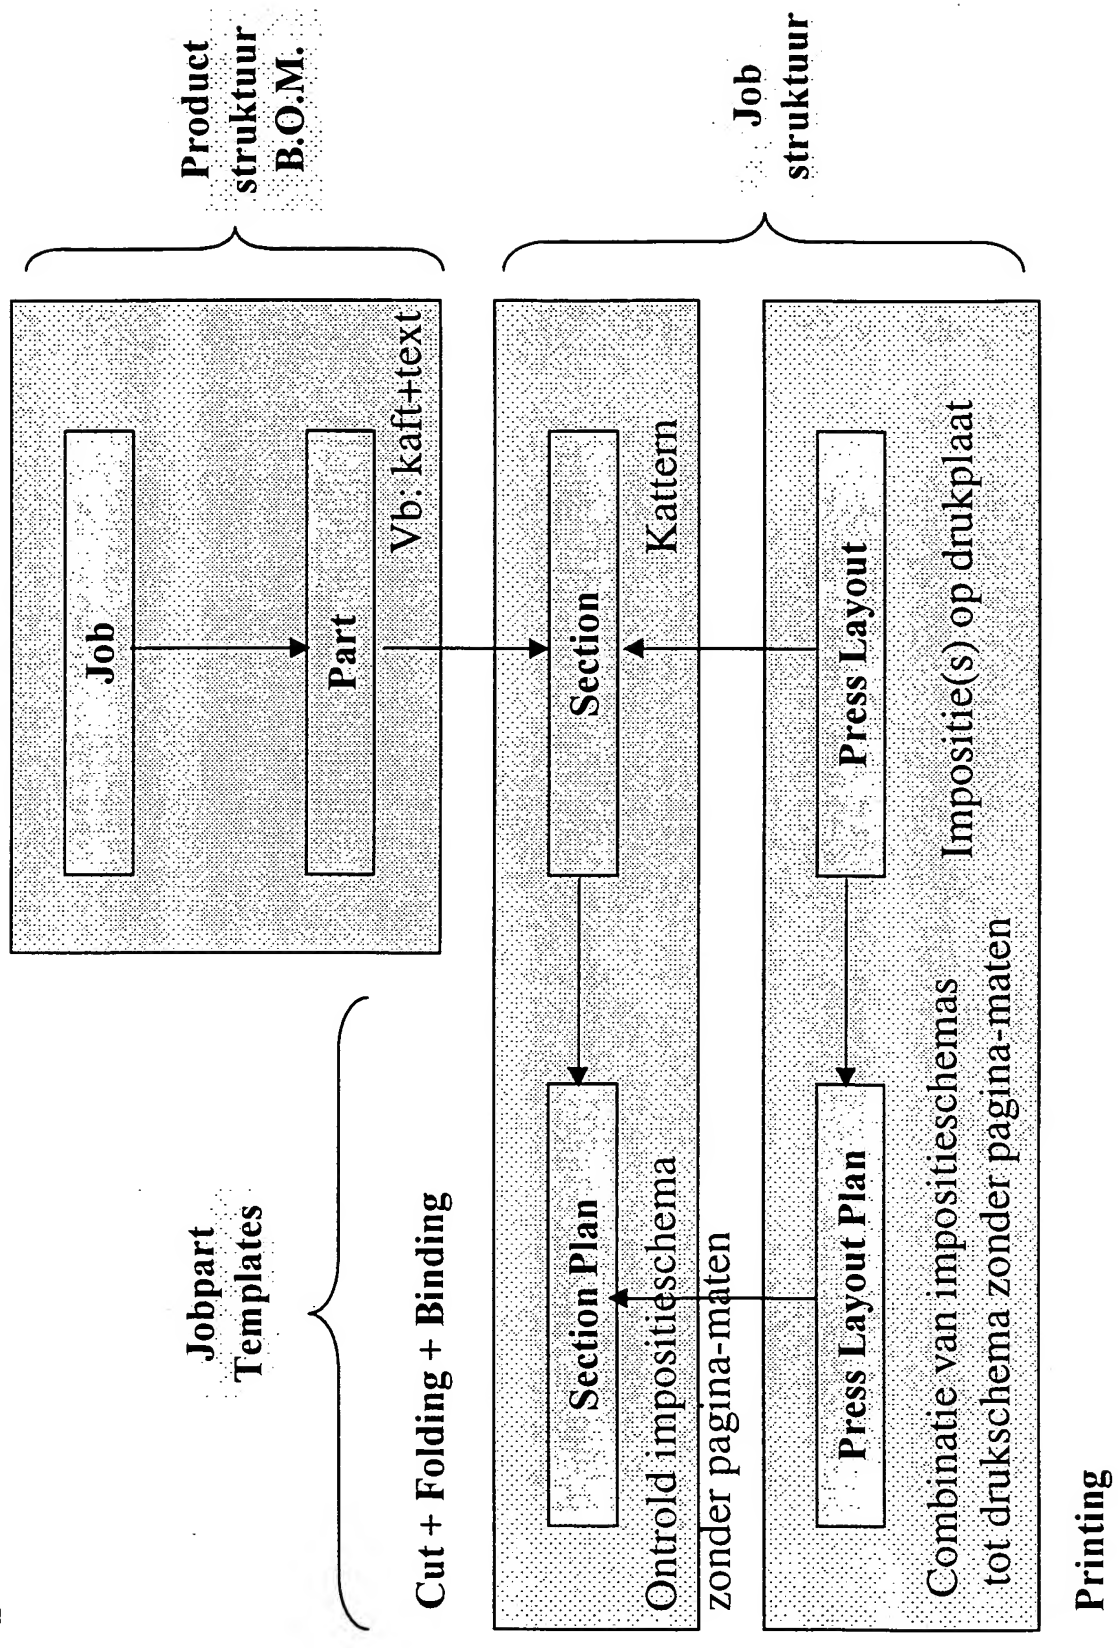 Jobpart
Templates
Product
struktuur
B.O.M.
Job
Part
Vb: kaft+text
Cut + Folding + Binding
Section Plan
Section
Ontrold impositieschema
zonder pagina-maten
Kattern
Job
struktuur
Press Layout Plan
Press Layout
Combinatie van impositieschemas
tot drukschema zonder pagina-maten
Impositie(s) op drukplaat
Printing